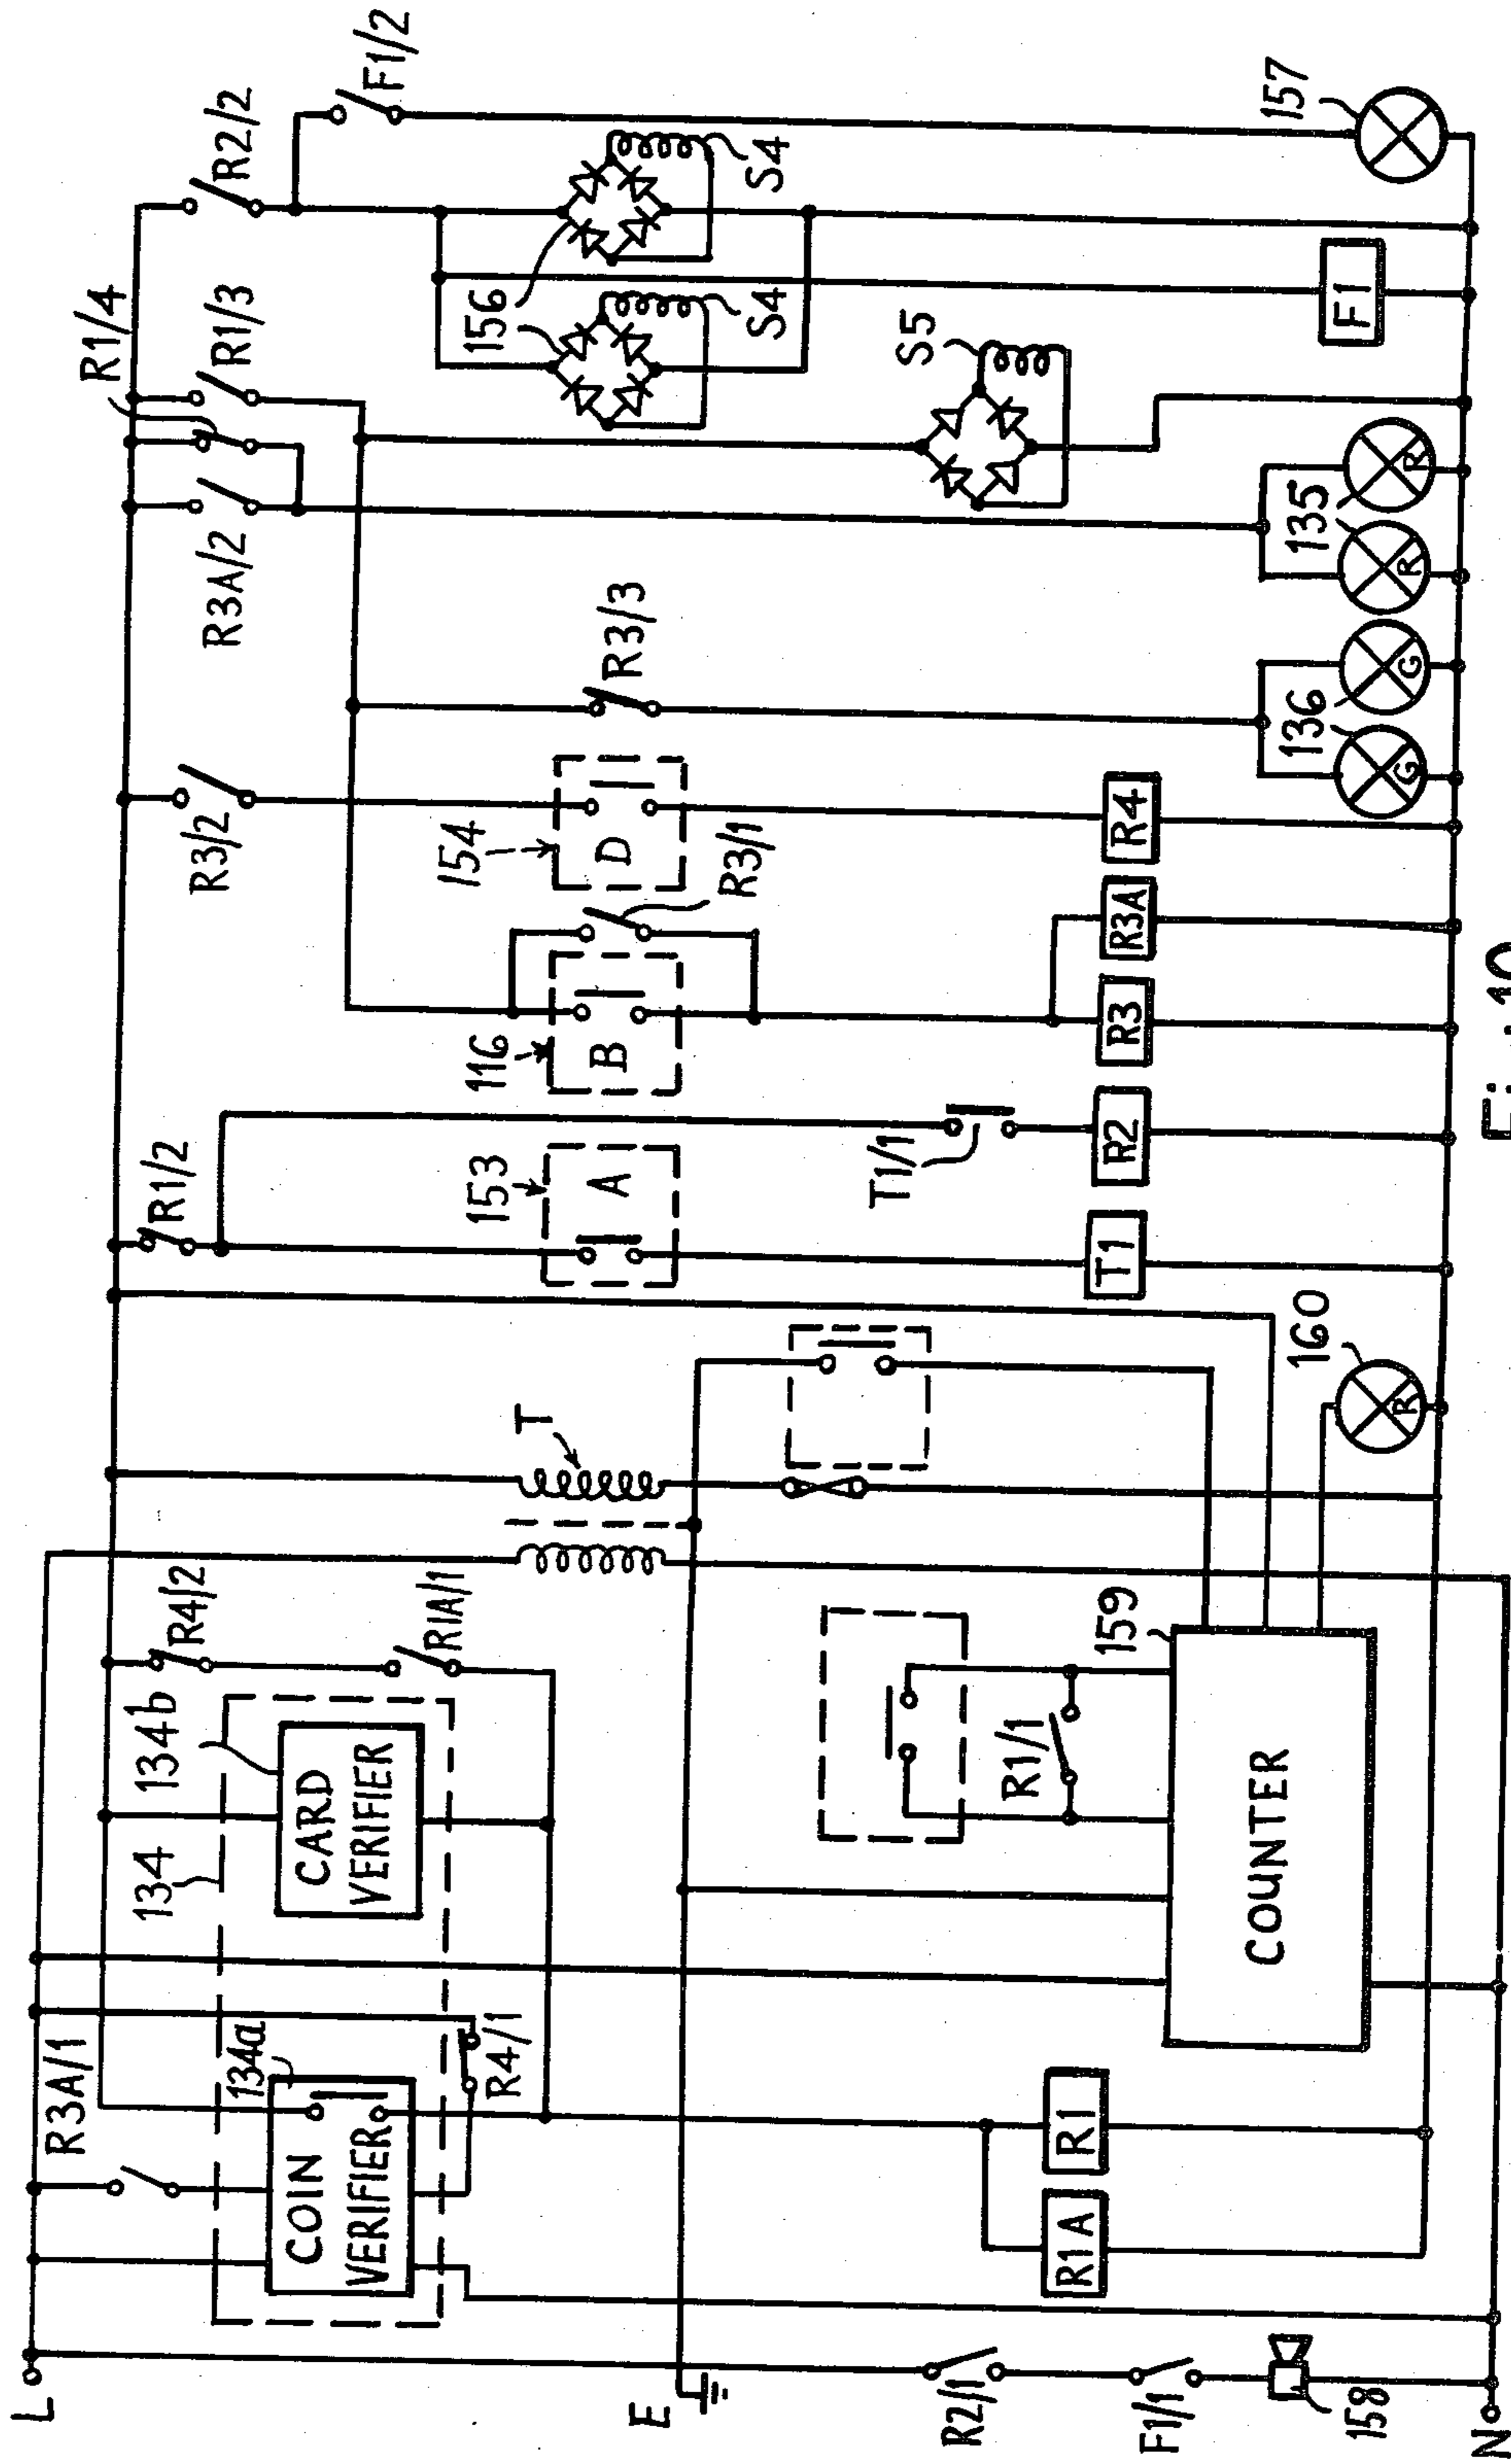 L
R3A/1
134
134b
R4/2
T
R1/2
R3/2
R3A/2
R1/4
R1/3
R2/2
F1/2
134a
COIN
VERIFIER
CARD
VERIFIER
R4/1
R1A/1
153
A
116
B
R3/1
154
D
R3/3
156
S4
S4
S5
E
R1/1
159
COUNTER
T1/1
R1A
R1
T1
R2
R3
R3A
R4
F1
R2/1
F1/1
158
N
160
R
136
G
G
135
R
R
157